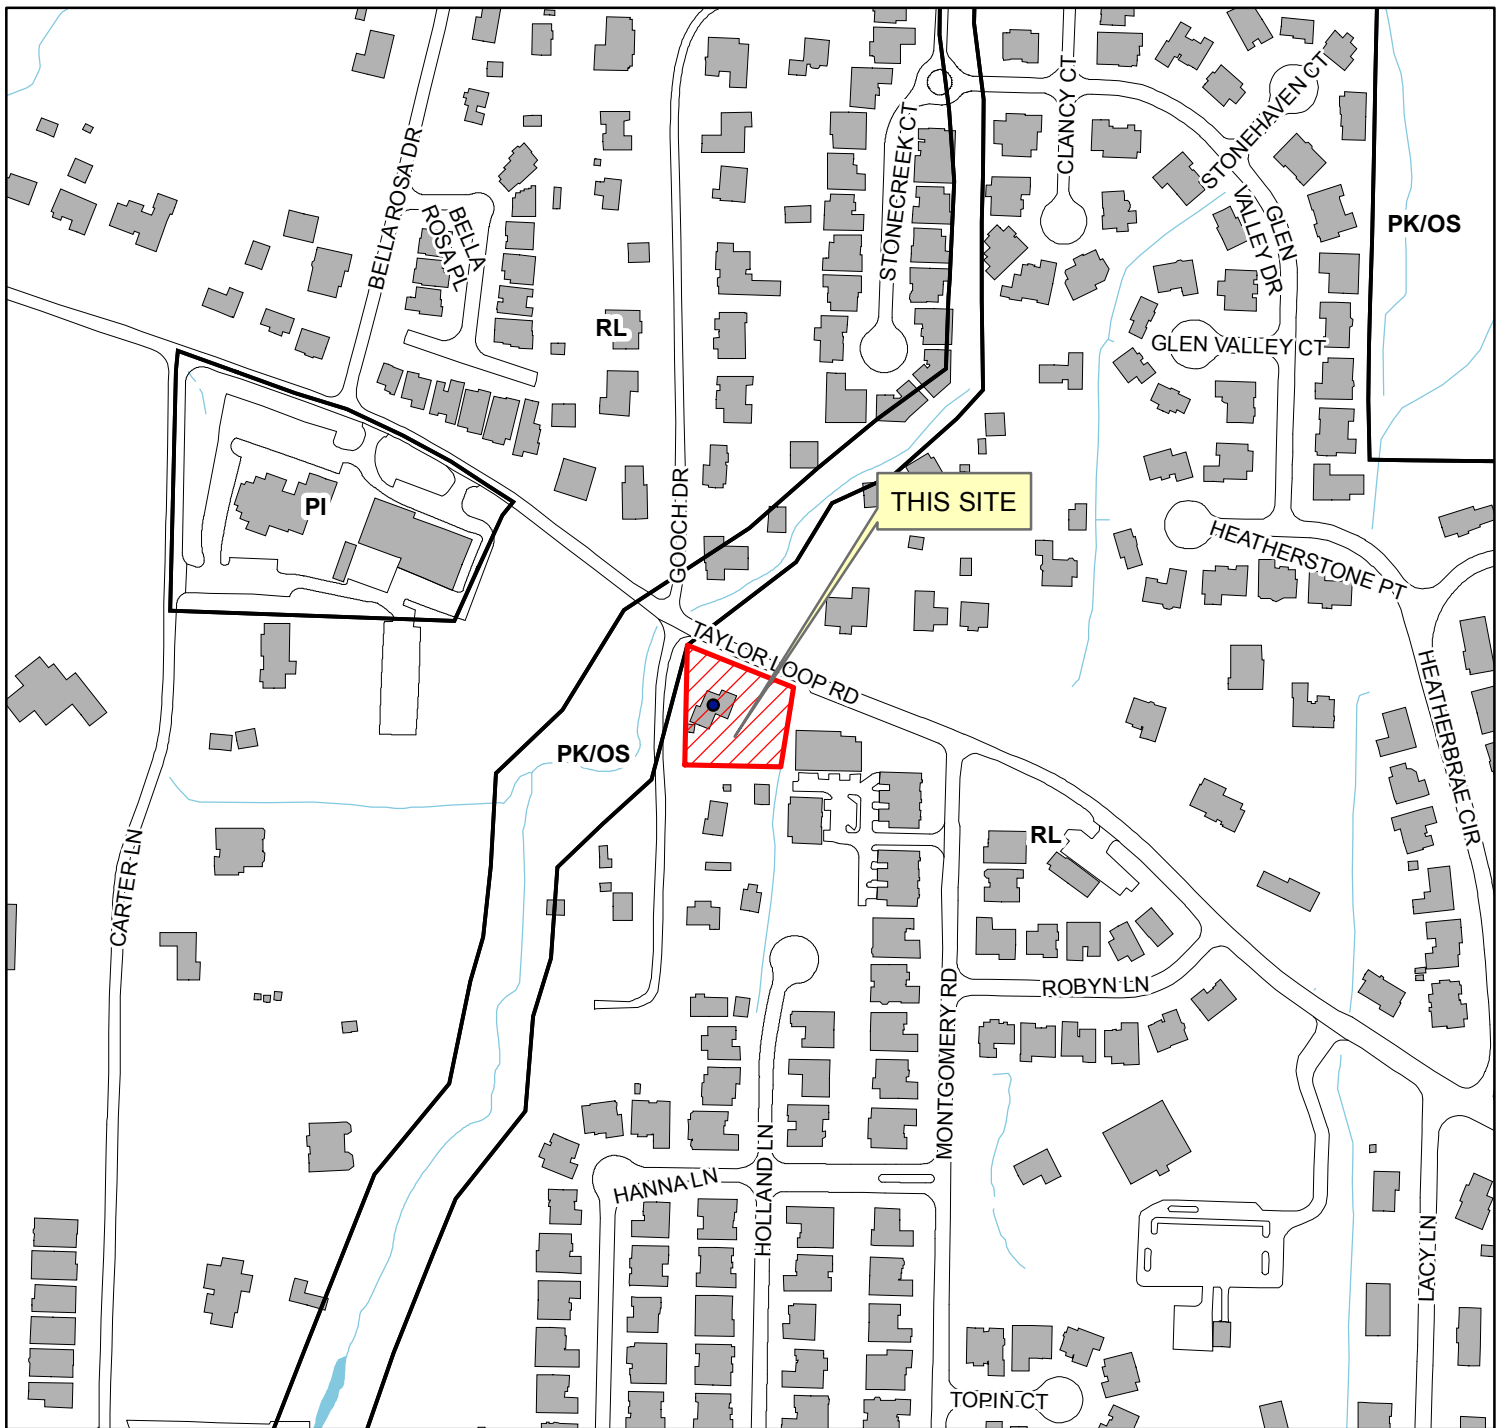 CLANCY CT
STONEHAVEN CT
STONECREEK CT
BELLA ROSA DR
BELLA
ROSA PL
GLEN
VALLEY DR
PK/OS
RL
GLEN VALLEY CT
GOOCH DR
PI
THIS SITE
HEATHERSTONE PT
TAYLOR LOOP RD
HEATHERBRAE CIR
PK/OS
RL
CARTER LN
ROBYN LN
MONTGOMERY RD
HANNA LN
HOLLAND LN
LACY LN
TOPIN CT